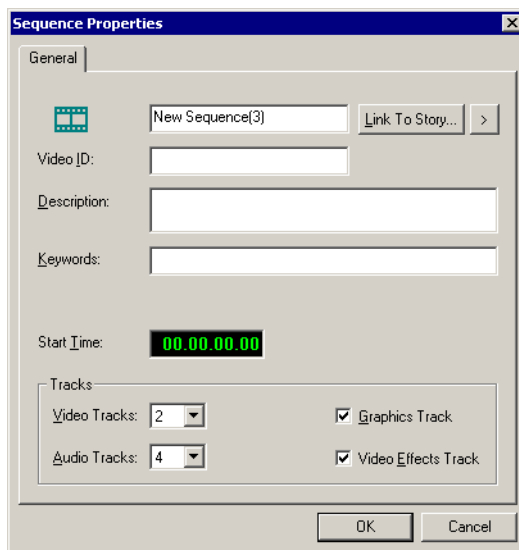 Sequence Properties
General
New Sequence(3)
Link To Story...
>
Video ID:
Description:
Keywords:
Start Time:
00.00.00.00
Tracks
Video Tracks: 2
Graphics Track
Audio Tracks: 4
Video Effects Track
OK
Cancel